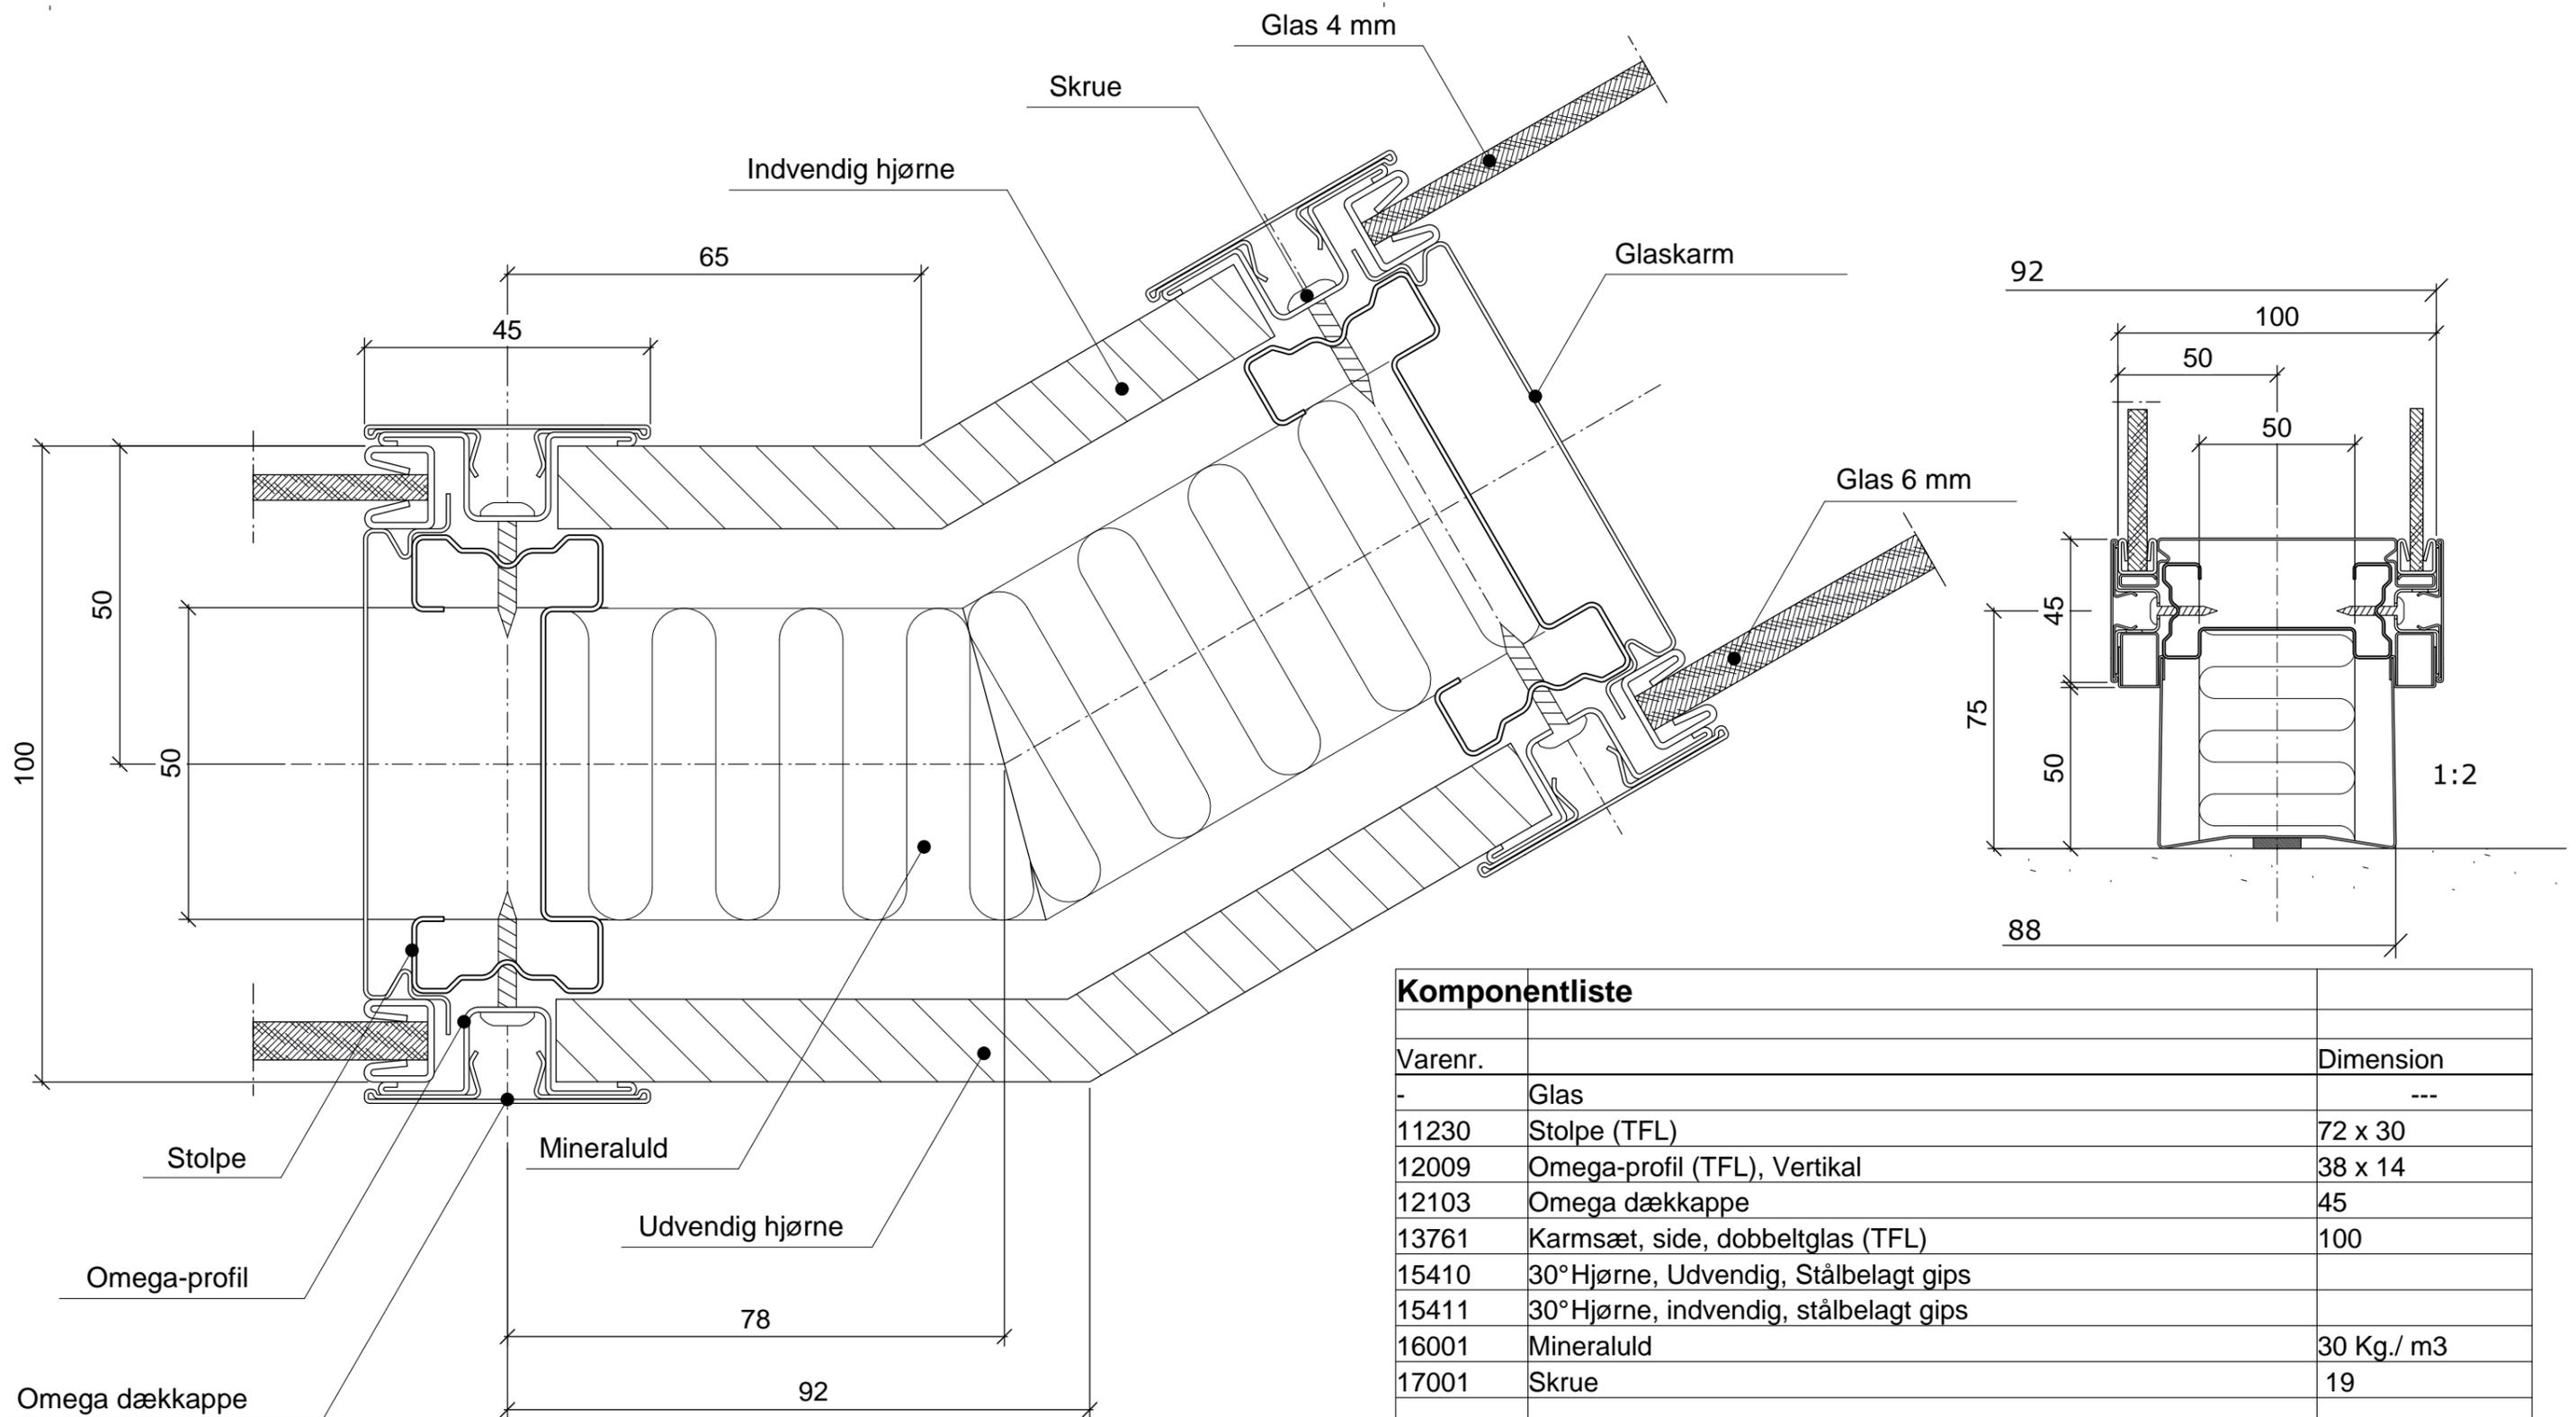 Glas 4 mm
Skrue
Indvendig hjørne
65
45
Glaskarm
Glas 6 mm
50
100
50
Stolpe
Mineraluld
Udvendig hjørne
Omega-profil
78
Omega dækkappe
92
92
100
50
50
45
75
50
1:2
88
Komponentliste
Varenr. Dimension
- Glas ---
11230 Stolpe (TFL) 72 x 30
12009 Omega-profil (TFL), Vertikal 38 x 14
12103 Omega dækkappe 45
13761 Karmsæt, side, dobbeltglas (TFL) 100
15410 30°Hjørne, Udvendig, Stålbelagt gips
15411 30°Hjørne, indvendig, stålbelagt gips
16001 Mineraluld 30 Kg./ m3
17001 Skrue 19